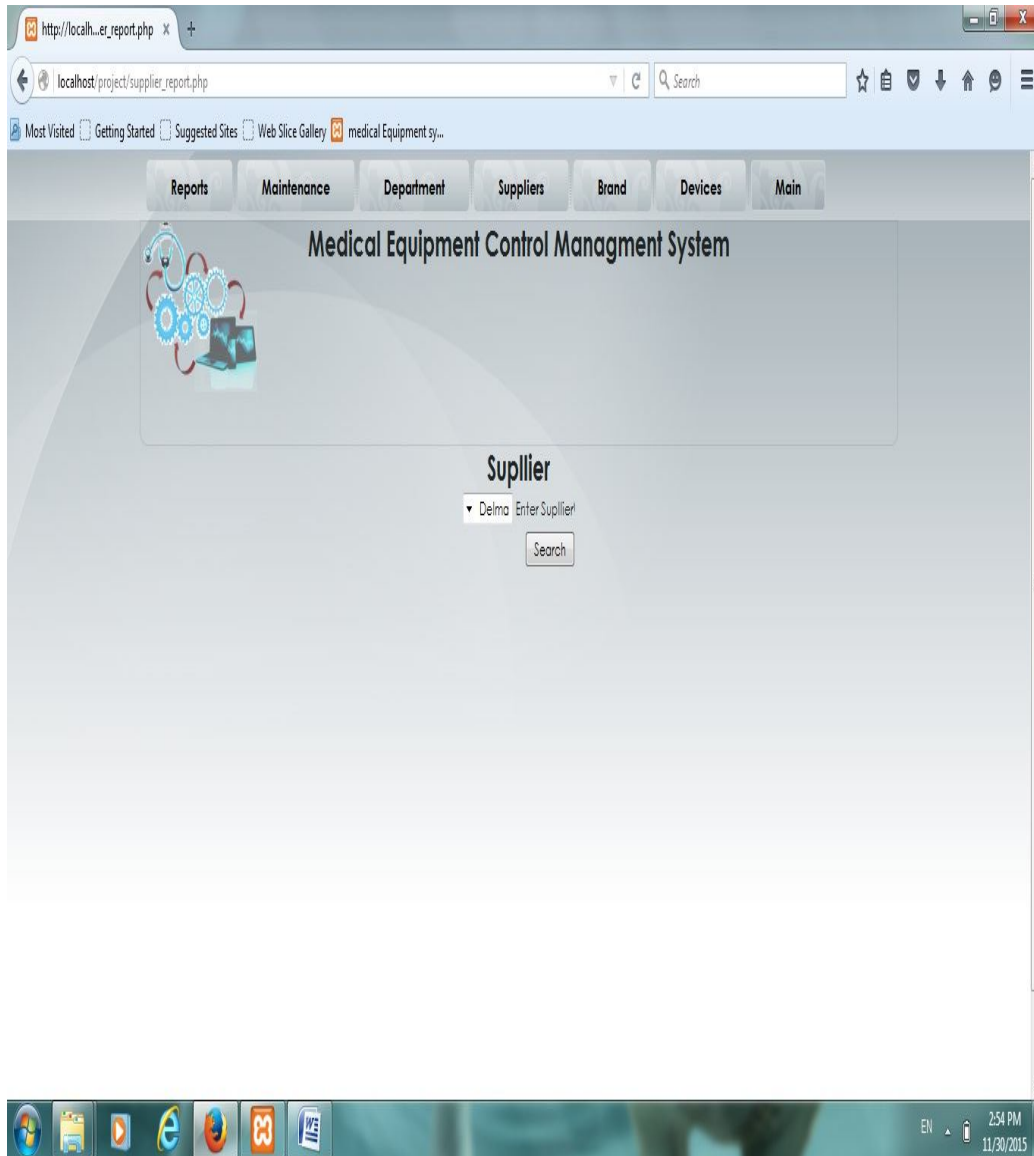 http://localh...er_report.php
localhost/project/supplier_report.php
Search
Most Visited Getting Started Suggested Sites Web Slice Gallery medical Equipment sy...
Reports Maintenance Department Suppliers Brand Devices Main
Medical Equipment Control Managment System
Supllier
Delma Enter Supllier!
Search
EN 2:54 PM
11/30/2015